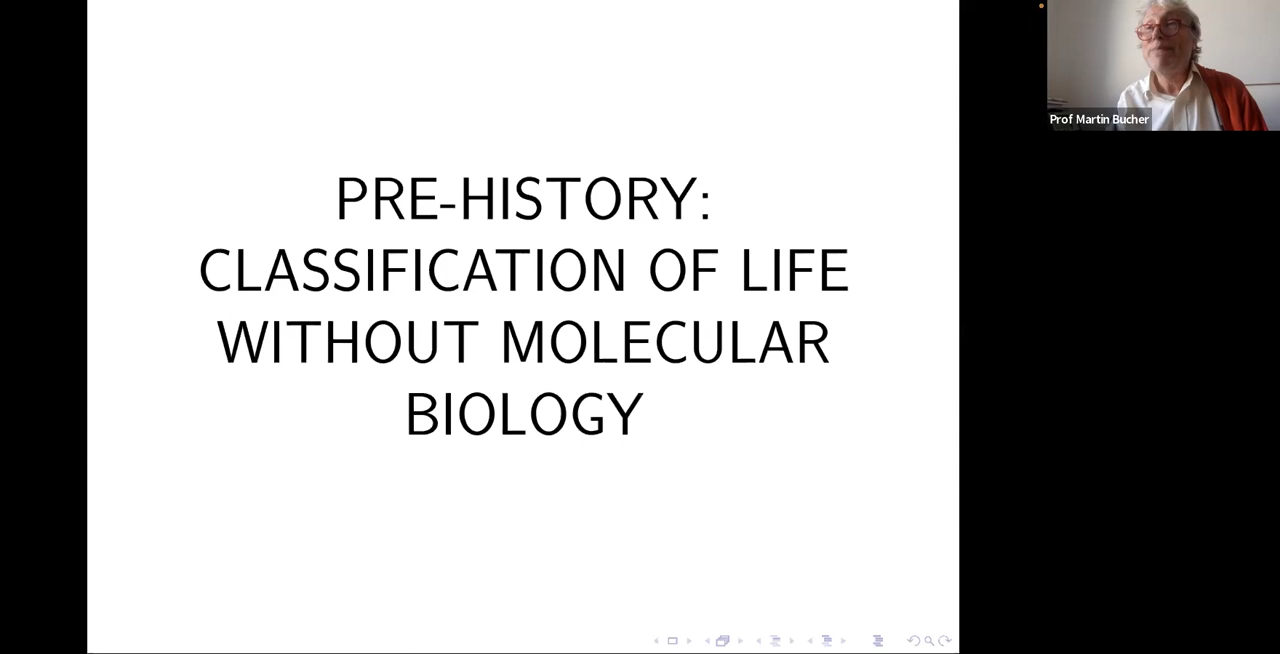 PRE-HISTORY:
CLASSIFICATION OF LIFE
WITHOUT MOLECULAR
BIOLOGY
Prof Martin Bucher